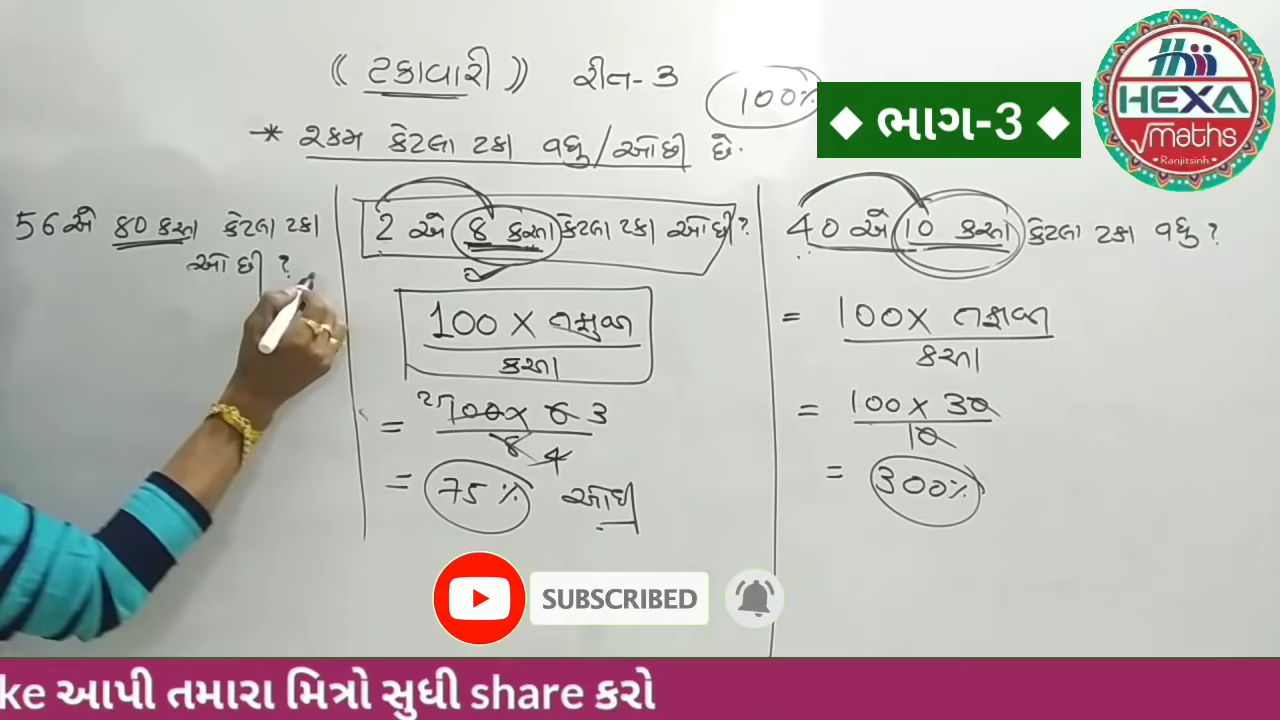 (( ટકાવારી )) રીત-3
100%
◆ ભાગ-3 ◆
HEXA
maths
Ranjitsinh
* રકમ કેટલા ટકા વધુ/ઓછી છે.
56 એ 80 કરતા કેટલા ટકા
ઓછી ?
2 એ 8 કરતા કેટલા ટકા ઓછી ?
100 X તફાવત
કરતા
= 25 100 X 6 3
8 4
= 75% ઓછી
40 એ 10 કરતા કેટલા ટકા વધુ ?
= 100 X તફાવત
કરતા
= 100 X 30
10
= 300%
SUBSCRIBED
ke આપી તમારા મિત્રો સુધી share કરો